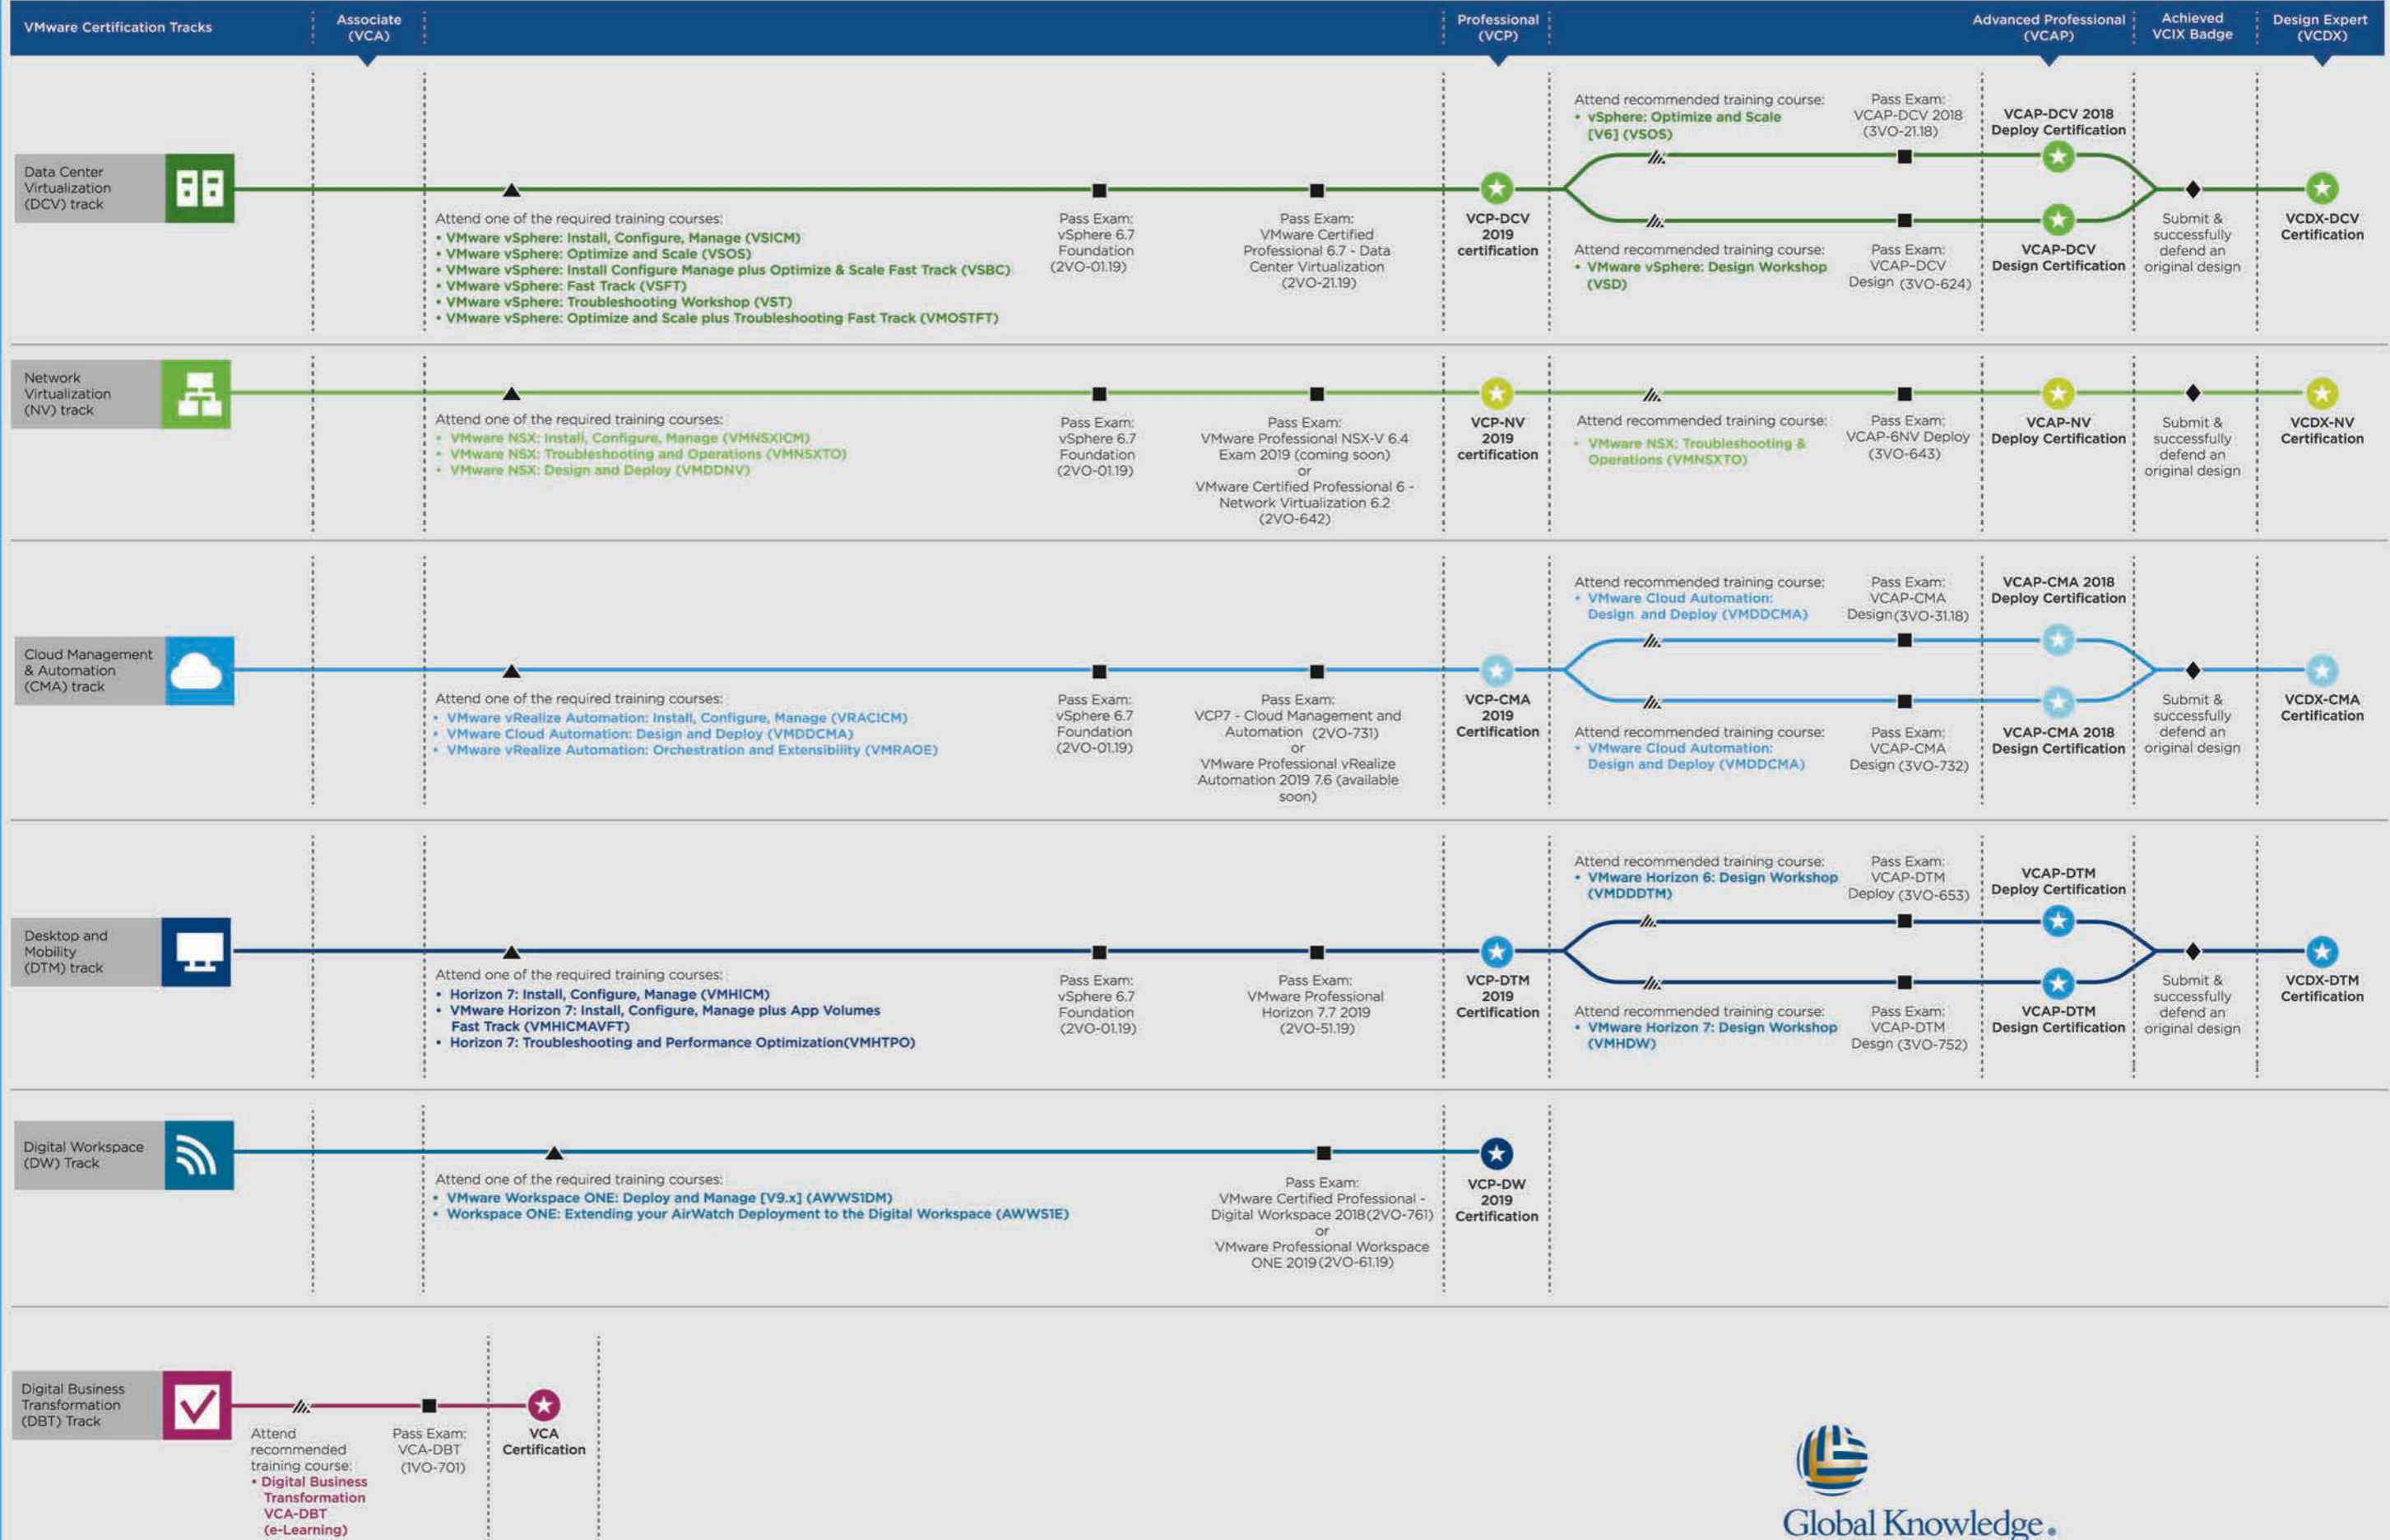 VMware Certification Tracks
Associate
(VCA)
Professional
(VCP)
Advanced Professional
(VCAP)
Achieved
VCIX Badge
Design Expert
(VCDX)
Data Center
Virtualization
(DCV) track
Attend one of the required training courses:
• VMware vSphere: Install, Configure, Manage (VSICM)
• VMware vSphere: Optimize and Scale (VSOS)
• VMware vSphere: Install Configure Manage plus Optimize & Scale Fast Track (VSBC)
• VMware vSphere: Fast Track (VSFT)
• VMware vSphere: Troubleshooting Workshop (VST)
• VMware vSphere: Optimize and Scale plus Troubleshooting Fast Track (VMOSTFT)
Pass Exam:
vSphere 6.7
Foundation
(2VO-01.19)
Pass Exam:
VMware Certified
Professional 6.7 - Data
Center Virtualization
(2VO-21.19)
VCP-DCV
2019
certification
Attend recommended training course:
• vSphere: Optimize and Scale
[V6] (VSOS)
Pass Exam:
VCAP-DCV 2018
(3VO-21.18)
VCAP-DCV 2018
Deploy Certification
Attend recommended training course:
• VMware vSphere: Design Workshop
(VSD)
Pass Exam:
VCAP-DCV
Design (3VO-624)
VCAP-DCV
Design Certification
Submit &
successfully
defend an
original design
VCDX-DCV
Certification
Network
Virtualization
(NV) track
Attend one of the required training courses:
• VMware NSX: Install, Configure, Manage (VMNSXICM)
• VMware NSX: Troubleshooting and Operations (VMNSXTO)
• VMware NSX: Design and Deploy (VMDDNV)
Pass Exam:
vSphere 6.7
Foundation
(2VO-01.19)
Pass Exam:
VMware Professional NSX-V 6.4
Exam 2019 (coming soon)
or
VMware Certified Professional 6 -
Network Virtualization 6.2
(2VO-642)
VCP-NV
2019
certification
Attend recommended training course:
• VMware NSX: Troubleshooting &
Operations (VMNSXTO)
Pass Exam:
VCAP-6NV Deploy
(3VO-643)
VCAP-NV
Deploy Certification
Submit &
successfully
defend an
original design
VCDX-NV
Certification
Cloud Management
& Automation
(CMA) track
Attend one of the required training courses:
• VMware vRealize Automation: Install, Configure, Manage (VRACICM)
• VMware Cloud Automation: Design and Deploy (VMDDCMA)
• VMware vRealize Automation: Orchestration and Extensibility (VMRAOE)
Pass Exam:
vSphere 6.7
Foundation
(2VO-01.19)
Pass Exam:
VCP7 - Cloud Management and
Automation (2VO-731)
or
VMware Professional vRealize
Automation 2019 7.6 (available
soon)
VCP-CMA
2019
Certification
Attend recommended training course:
• VMware Cloud Automation:
Design and Deploy (VMDDCMA)
Pass Exam:
VCAP-CMA
Design(3VO-31.18)
VCAP-CMA 2018
Deploy Certification
Attend recommended training course:
• VMware Cloud Automation:
Design and Deploy (VMDDCMA)
Pass Exam:
VCAP-CMA
Design (3VO-732)
VCAP-CMA 2018
Design Certification
Submit &
successfully
defend an
original design
VCDX-CMA
Certification
Desktop and
Mobility
(DTM) track
Attend one of the required training courses:
• Horizon 7: Install, Configure, Manage (VMHICM)
• VMware Horizon 7: Install, Configure, Manage plus App Volumes
Fast Track (VMHICMAVFT)
• Horizon 7: Troubleshooting and Performance Optimization(VMHTPO)
Pass Exam:
vSphere 6.7
Foundation
(2VO-01.19)
Pass Exam:
VMware Professional
Horizon 7.7 2019
(2VO-51.19)
VCP-DTM
2019
Certification
Attend recommended training course:
• VMware Horizon 6: Design Workshop
(VMDDDTM)
Pass Exam:
VCAP-DTM
Deploy (3VO-653)
VCAP-DTM
Deploy Certification
Attend recommended training course:
• VMware Horizon 7: Design Workshop
(VMHDW)
Pass Exam:
VCAP-DTM
Desgn (3VO-752)
VCAP-DTM
Design Certification
Submit &
successfully
defend an
original design
VCDX-DTM
Certification
Digital Workspace
(DW) Track
Attend one of the required training courses:
• VMware Workspace ONE: Deploy and Manage [V9.x] (AWWS1DM)
• Workspace ONE: Extending your AirWatch Deployment to the Digital Workspace (AWWS1E)
Pass Exam:
VMware Certified Professional -
Digital Workspace 2018(2VO-761)
or
VMware Professional Workspace
ONE 2019(2VO-61.19)
VCP-DW
2019
Certification
Digital Business
Transformation
(DBT) Track
Attend
recommended
training course:
• Digital Business
Transformation
VCA-DBT
(e-Learning)
Pass Exam:
VCA-DBT
(1VO-701)
VCA
Certification
Global Knowledge®